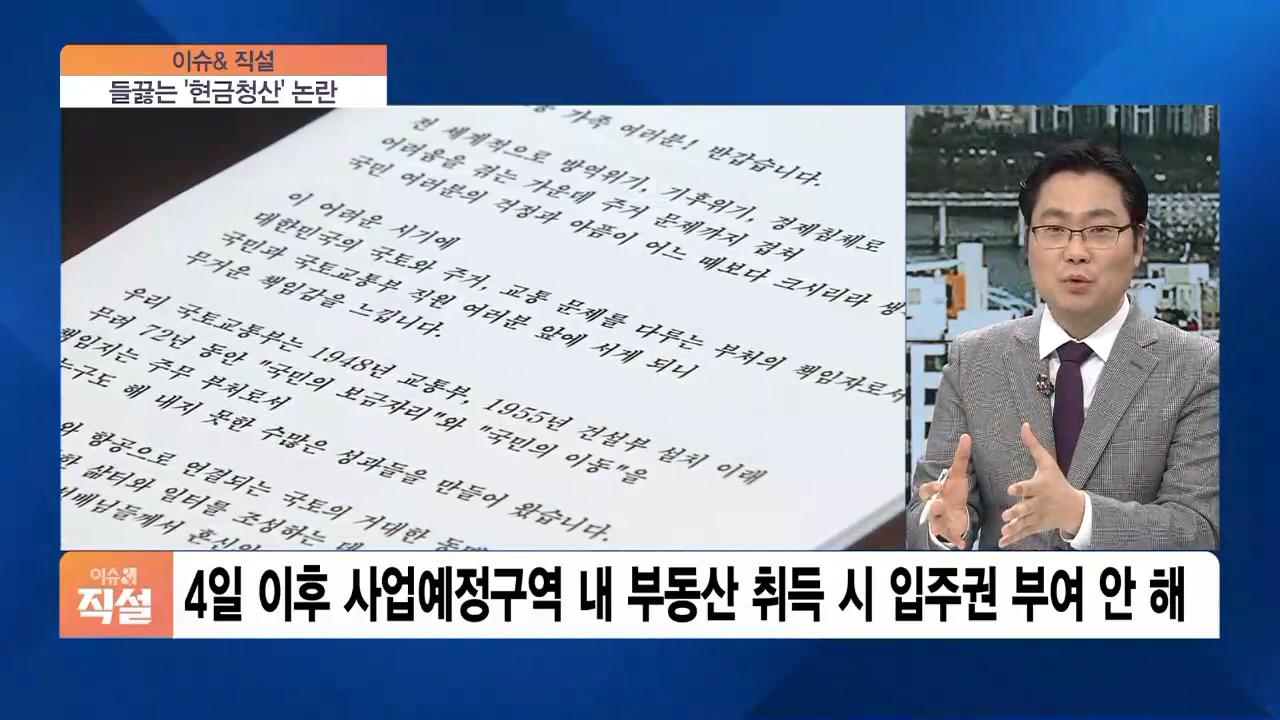 이슈& 직설
들끓는 '현금청산' 논란
가족 여러분! 반갑습니다.
전 세계적으로 방역위기, 기후위기, 경제침체로
어려움을 겪는 가운데 주거 문제까지 겹쳐
국민 여러분의 걱정과 아픔이 어느 때보다 크시리라 생
이 어려운 시기에
대한민국의 국토와 주거, 교통 문제를 다루는 부처의 책임자로서
국민과 국토교통부 직원 여러분 앞에 서게 되니
무거운 책임감을 느낍니다.
우리 국토교통부는 1948년 교통부, 1955년 건설부 설치 이래
무려 72년 동안 "국민의 보금자리"와 "국민의 이동"을
책임지는 주무 부처로서
누구도 해 내지 못한 수많은 성과들을 만들어 왔습니다.
와 항공으로 연결되는 국토의 거대한 동맥
한 삶터와 일터를 조성하는 데
선배님들께서
이슈& 직설
4일 이후 사업예정구역 내 부동산 취득 시 입주권 부여 안 해